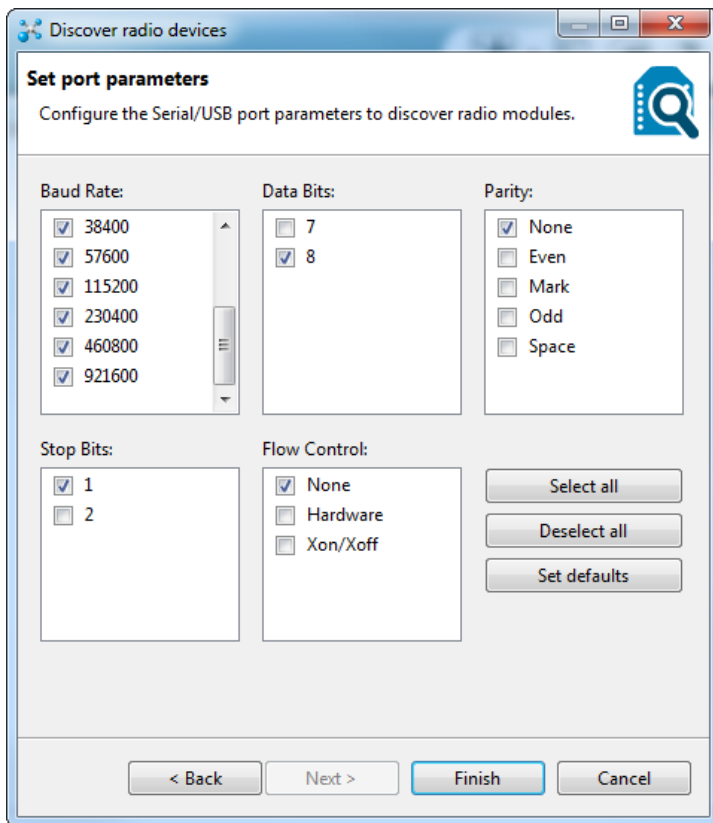 Discover radio devices
Set port parameters
Configure the Serial/USB port parameters to discover radio modules.
Baud Rate:
38400
57600
115200
230400
460800
921600
Data Bits:
7
8
Parity:
None
Even
Mark
Odd
Space
Stop Bits:
1
2
Flow Control:
None
Hardware
Xon/Xoff
Select all
Deselect all
Set defaults
< Back
Next >
Finish
Cancel